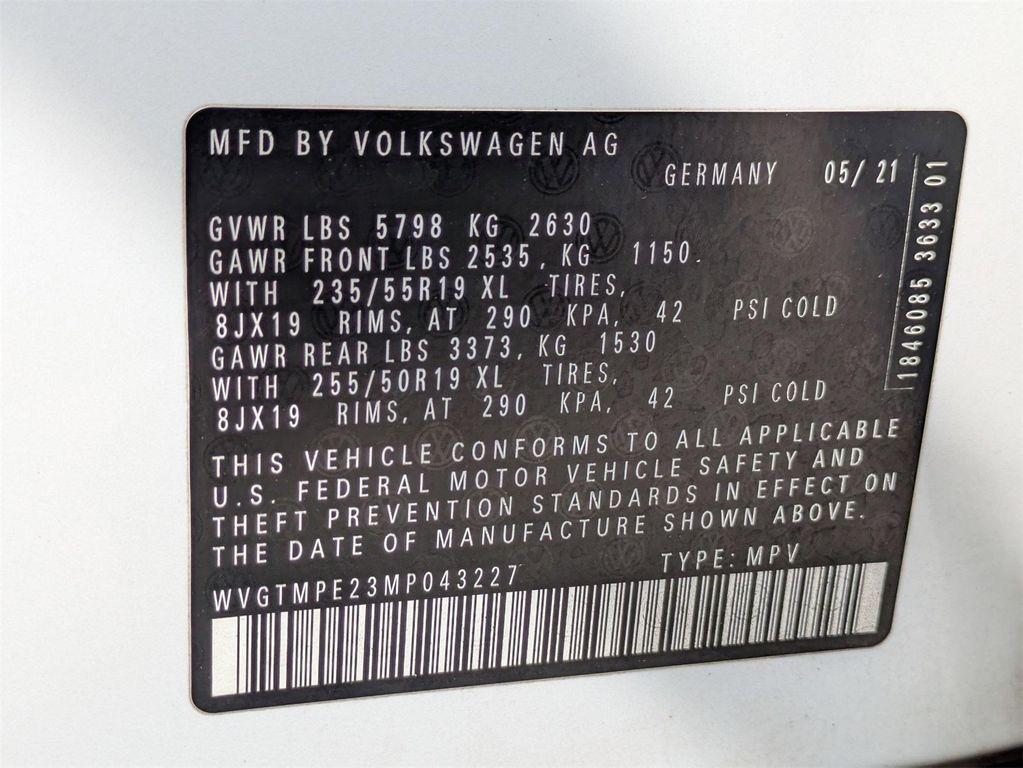 MFD BY VOLKSWAGEN AG
GERMANY 05/ 21
GVWR LBS 5798 KG 2630
GAWR FRONT LBS 2535, KG 1150.
WITH 235/55R19 XL TIRES,
8JX19 RIMS, AT 290 KPA, 42 PSI COLD
GAWR REAR LBS 3373, KG 1530
WITH 255/50R19 XL TIRES,
8JX19 RIMS, AT 290 KPA, 42 PSI COLD
THIS VEHICLE CONFORMS TO ALL APPLICABLE
U.S. FEDERAL MOTOR VEHICLE SAFETY AND
THEFT PREVENTION STANDARDS IN EFFECT ON
THE DATE OF MANUFACTURE SHOWN ABOVE.
WVGTMPE23MP043227 TYPE: MPV
1846085 3633 01